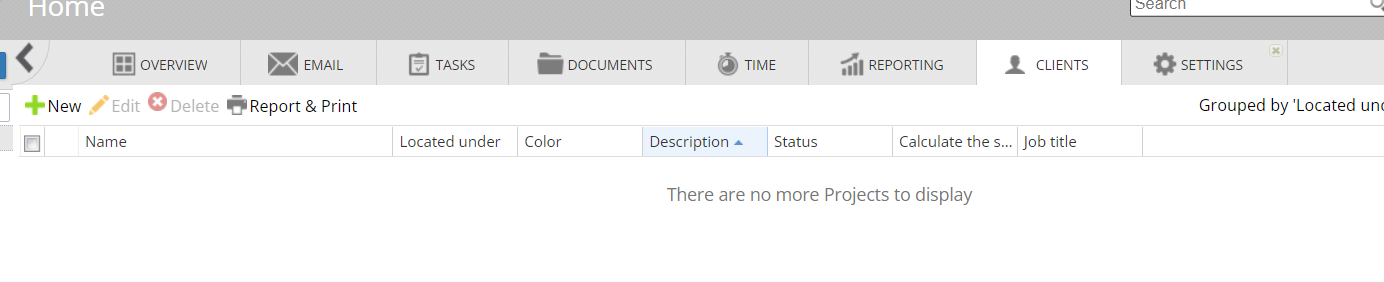 Home
Search
OVERVIEW EMAIL TASKS DOCUMENTS TIME REPORTING CLIENTS SETTINGS
New Edit Delete Report & Print Grouped by 'Located
Name Located under Color Description Status Calculate the s... Job title
There are no more Projects to display